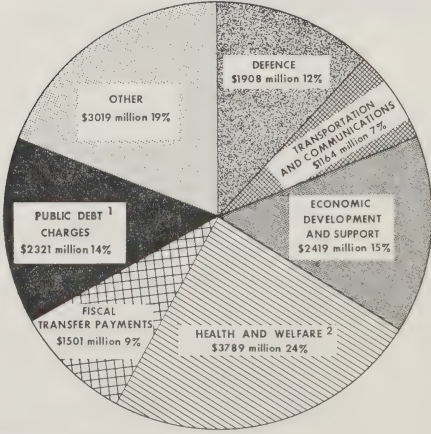 DEFENCE
$1908 million 12%
TRANSPORTATION
AND COMMUNICATIONS
$1164 million 7%
ECONOMIC
DEVELOPMENT
AND SUPPORT
$2419 million 15%
HEALTH AND WELFARE 2
$3789 million 24%
FISCAL
TRANSFER PAYMENTS
$1501 million 9%
PUBLIC DEBT 1
CHARGES
$2321 million 14%
OTHER
$3019 million 19%